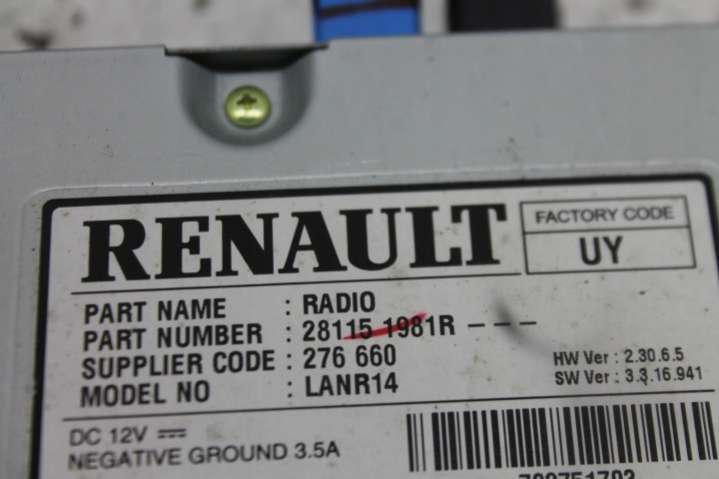 RENAULT
FACTORY CODE
UY
PART NAME : RADIO
PART NUMBER : 28115 1981R – – –
SUPPLIER CODE : 276 660
MODEL NO : LANR14
HW Ver : 2.30.6.5
SW Ver : 3.3.16.941
DC 12V ⎓
NEGATIVE GROUND 3.5A